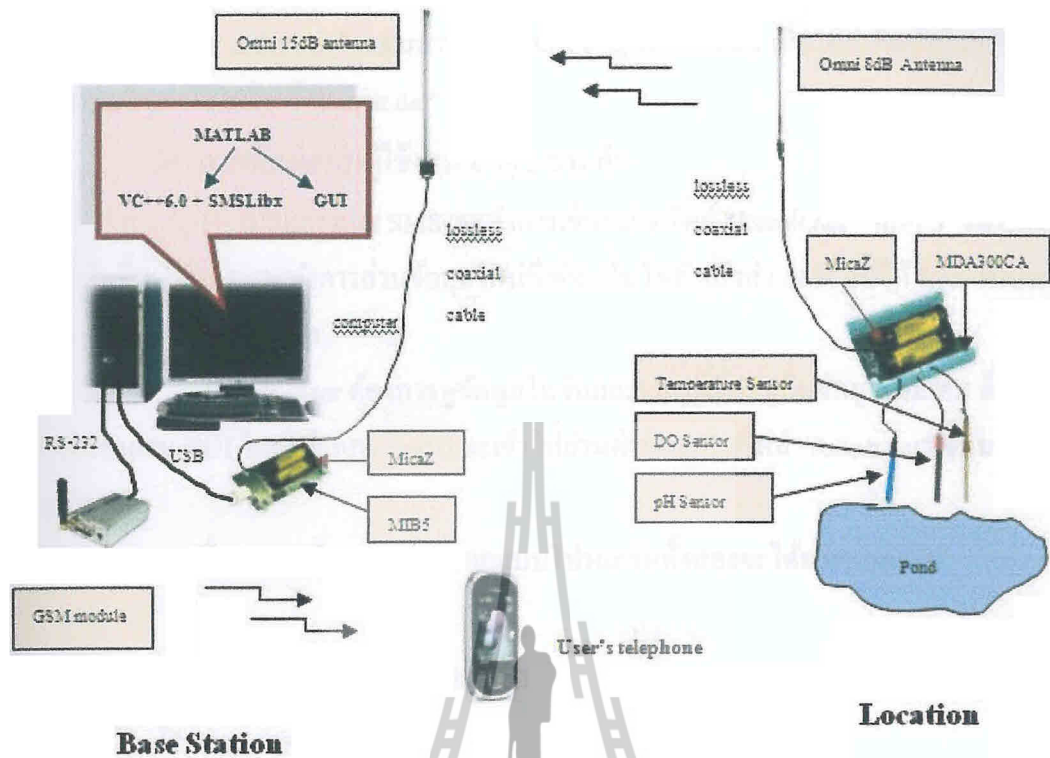 Omni 15dB antenna
Omni 8dB Antenna
MATLAB
VC++6.0 + SMSLibx GUI
lossless
coaxial
cable
lossless
coaxial
cable
MicaZ
MDA300CA
computer
Temperature Sensor
RS-232
USB
DO Sensor
MicaZ
pH Sensor
MIB5
Pond
GSM module
User's telephone
Location
Base Station